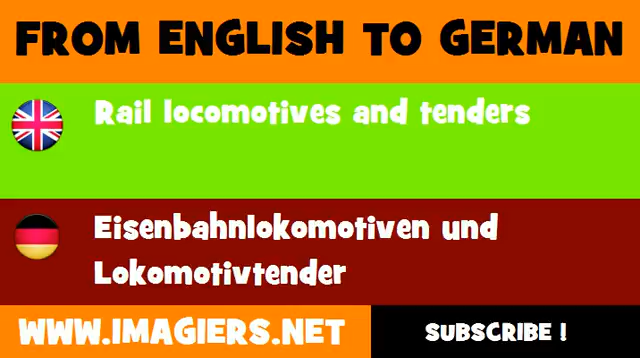 FROM ENGLISH TO GERMAN
Rail locomotives and tenders
Eisenbahnlokomotiven und
Lokomotivtender
WWW.IMAGIERS.NET
SUBSCRIBE !